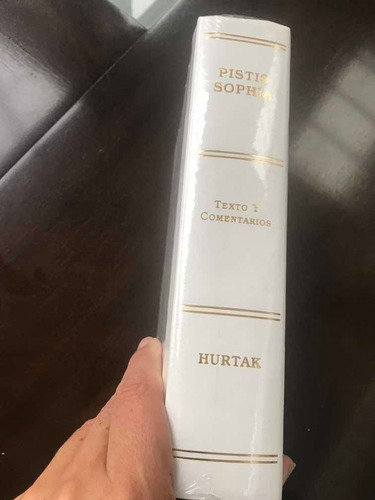 PISTIS
SOPHIA
TEXTO Y
COMENTARIOS
HURTAK